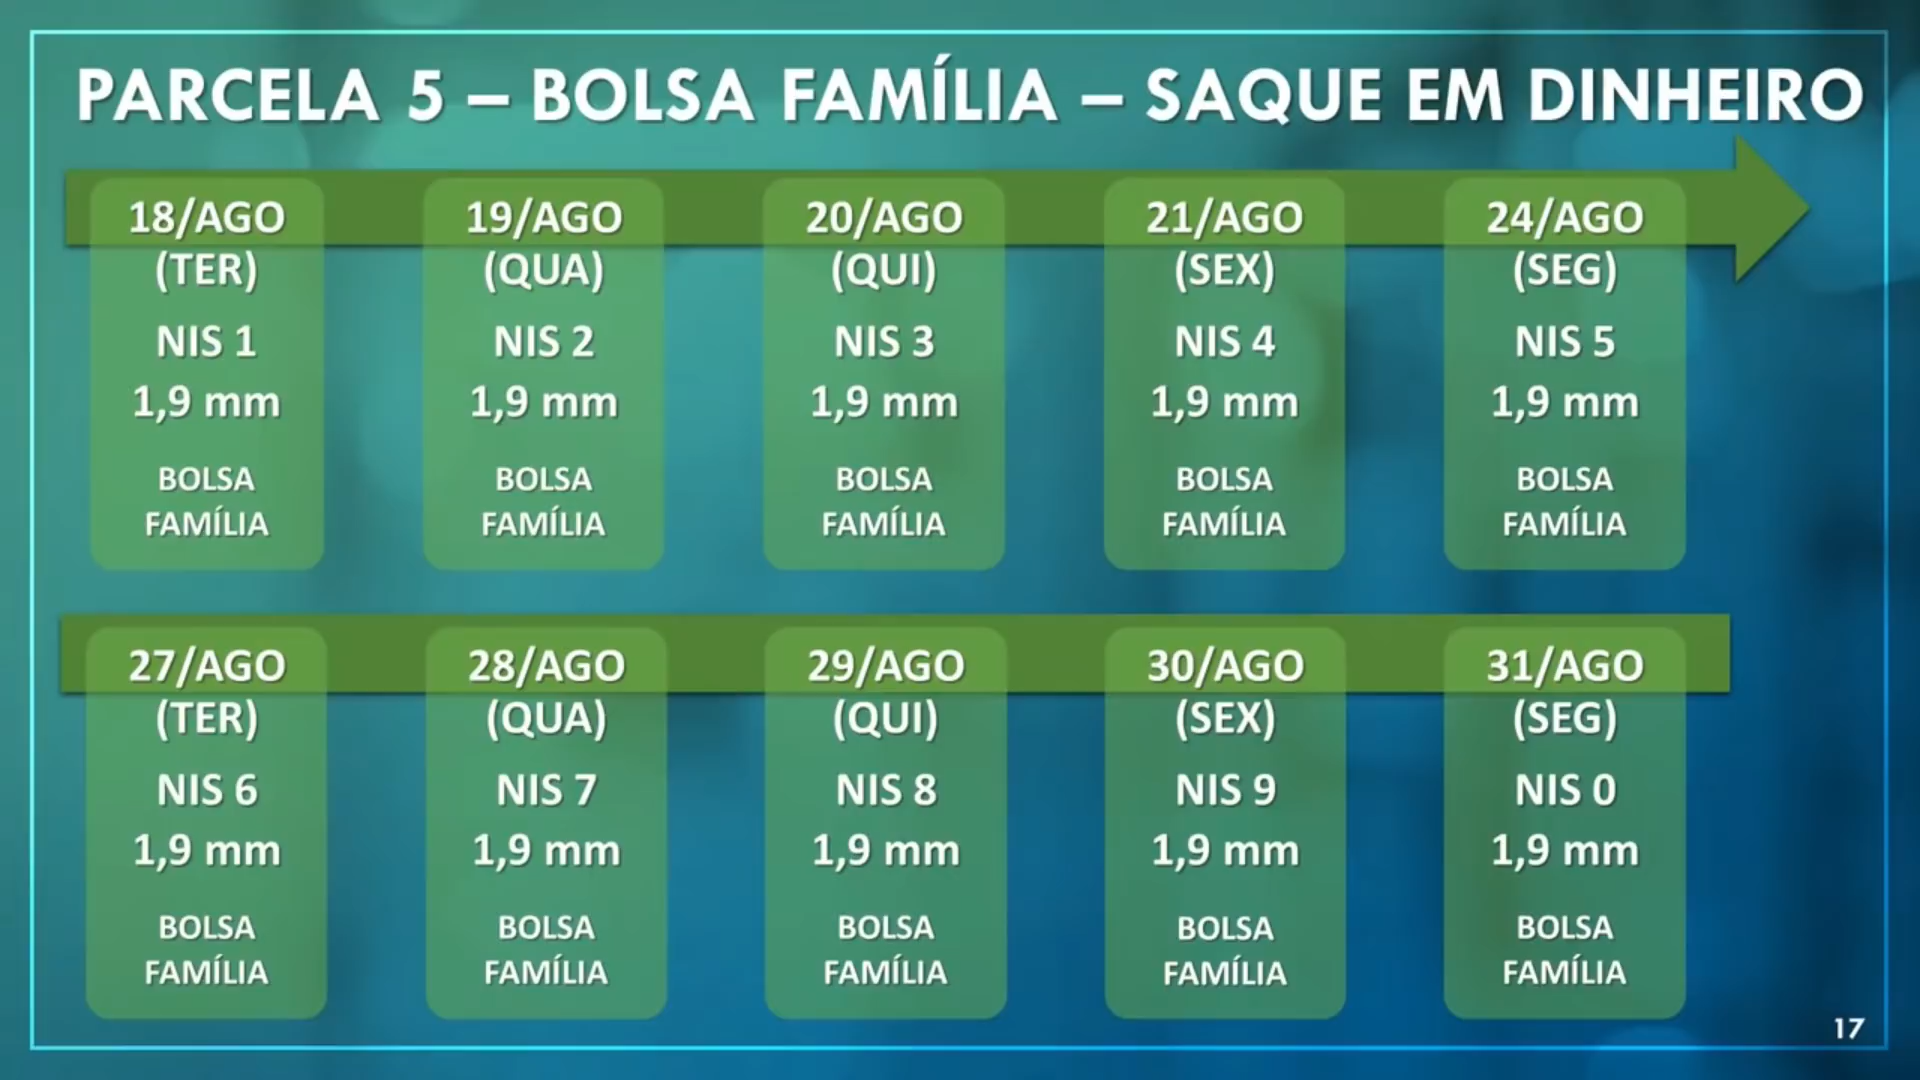 PARCELA 5 – BOLSA FAMÍLIA – SAQUE EM DINHEIRO
18/AGO
(TER)
NIS 1
1,9 mm
BOLSA
FAMÍLIA
19/AGO
(QUA)
NIS 2
1,9 mm
BOLSA
FAMÍLIA
20/AGO
(QUI)
NIS 3
1,9 mm
BOLSA
FAMÍLIA
21/AGO
(SEX)
NIS 4
1,9 mm
BOLSA
FAMÍLIA
24/AGO
(SEG)
NIS 5
1,9 mm
BOLSA
FAMÍLIA
27/AGO
(TER)
NIS 6
1,9 mm
BOLSA
FAMÍLIA
28/AGO
(QUA)
NIS 7
1,9 mm
BOLSA
FAMÍLIA
29/AGO
(QUI)
NIS 8
1,9 mm
BOLSA
FAMÍLIA
30/AGO
(SEX)
NIS 9
1,9 mm
BOLSA
FAMÍLIA
31/AGO
(SEG)
NIS 0
1,9 mm
BOLSA
FAMÍLIA
17